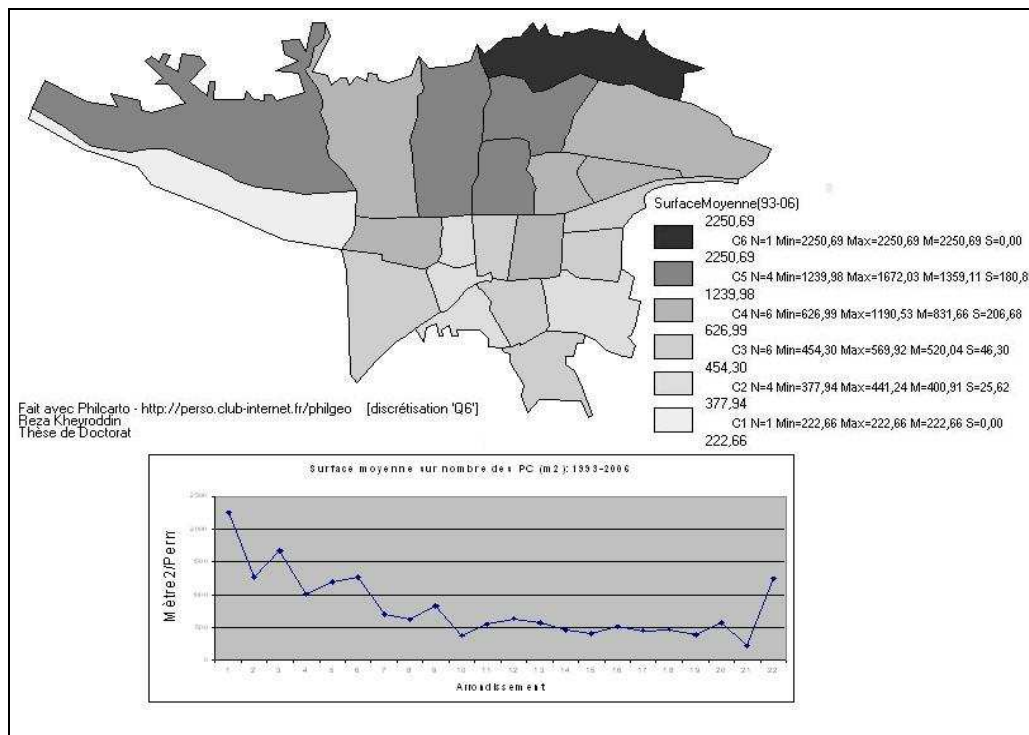 SurfaceMoyenne(93-06)
2250,69
C6 N=1 Min=2250,69 Max=2250,69 M=2250,69 S=0,00
2250,69
C5 N=4 Min=1239,98 Max=1672,03 M=1359,11 S=180,8
1239,98
C4 N=6 Min=626,99 Max=1190,53 M=831,66 S=206,68
626,99
C3 N=6 Min=454,30 Max=569,92 M=520,04 S=46,30
454,30
C2 N=4 Min=377,94 Max=441,24 M=400,91 S=25,62
377,94
C1 N=1 Min=222,66 Max=222,66 M=222,66 S=0,00
222,66
Fait avec Philcarto - http://perso.club-internet.fr/philgeo [discrétisation 'Q6']
Reza Kheyroddin
Thèse de Doctorat
Surface moyenne sur nombre des PC (m2): 1993-2006
Mètre2/Perm
0
1 2 3 4 5 6 7 8 9 10 11 12 13 14 15 16 17 18 19 20 21 22
Arrondissement